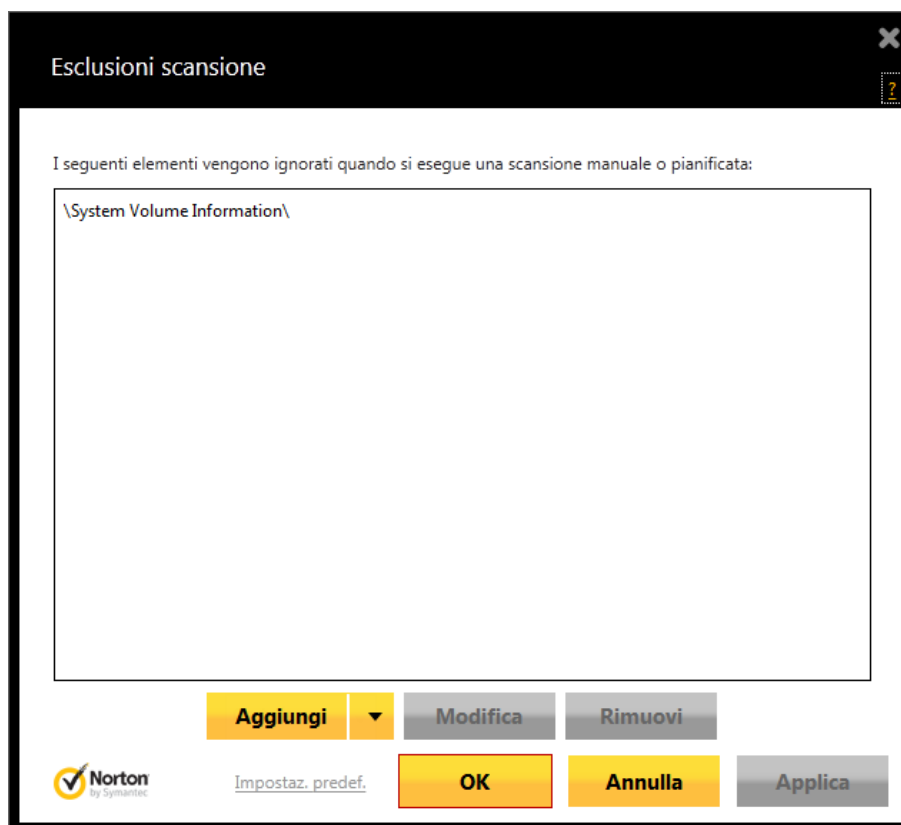 Esclusioni scansione
?
I seguenti elementi vengono ignorati quando si esegue una scansione manuale o pianificata:
\System Volume Information\
Aggiungi Modifica Rimuovi
Norton by Symantec Impostaz. predef. OK Annulla Applica